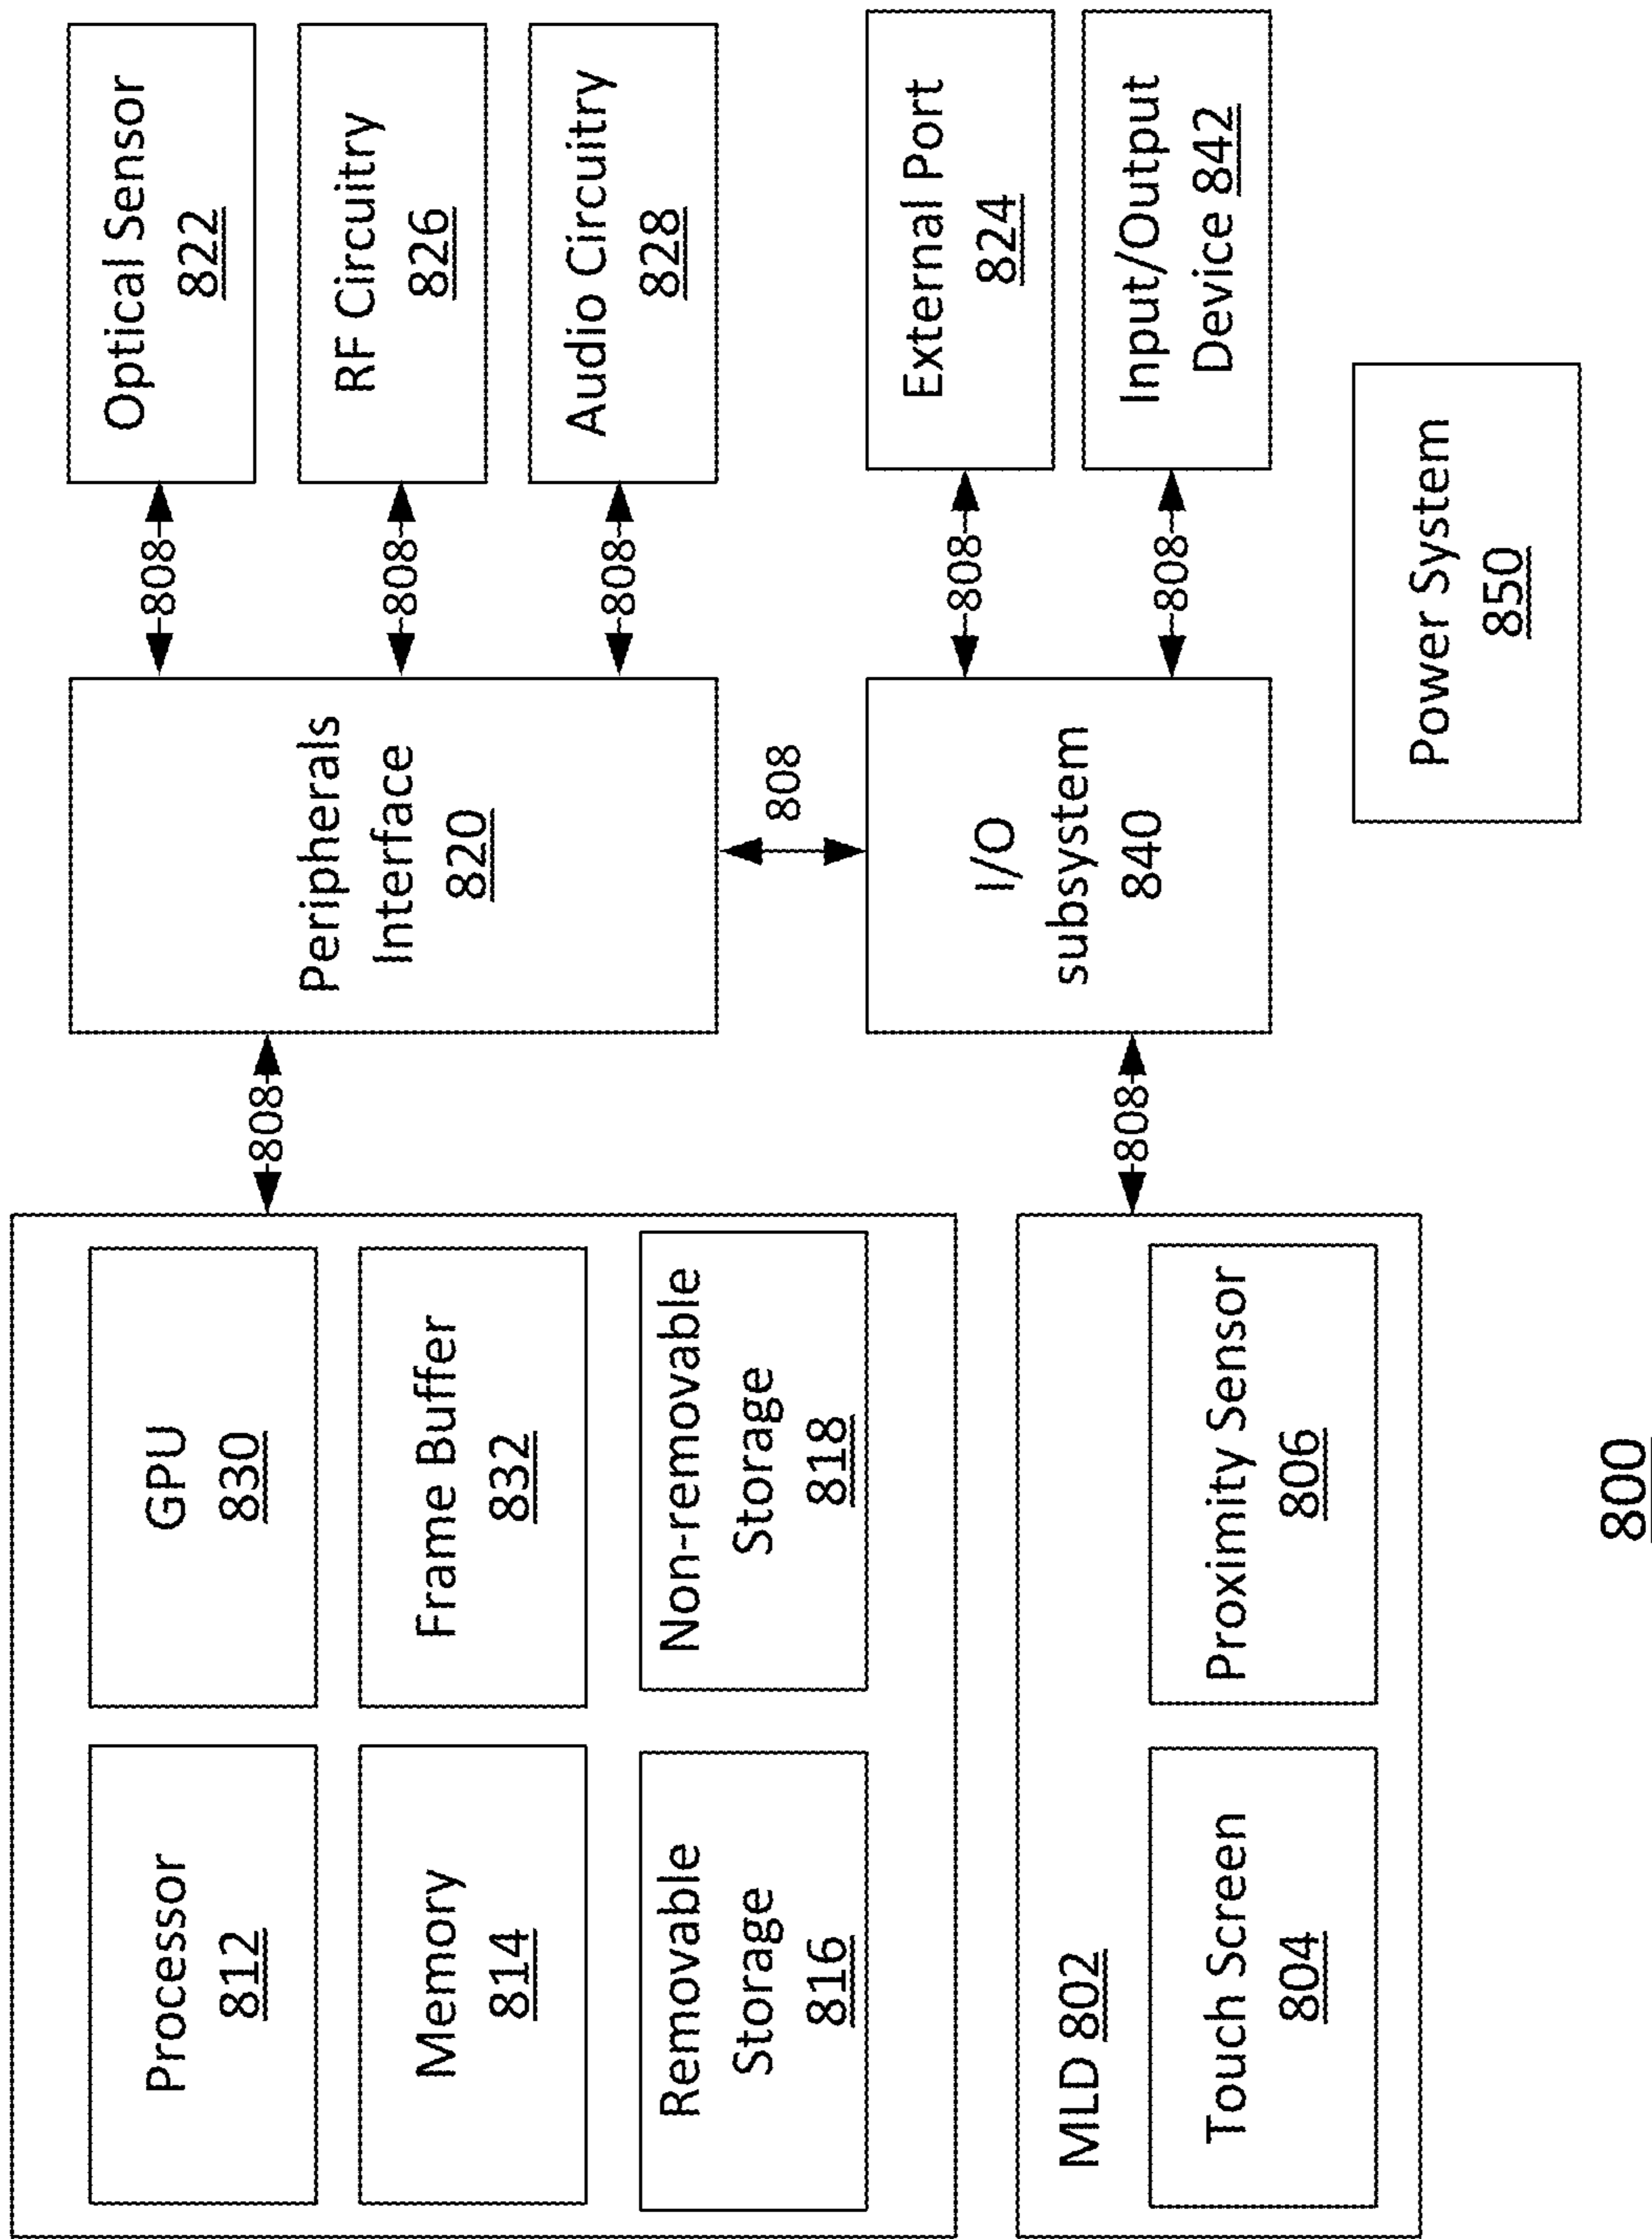 Processor
812
GPU
830
Memory
814
Frame Buffer
832
Removable
Storage
816
Non-removable
Storage
818
808
Peripherals
Interface
820
808
Optical Sensor
822
808
RF Circuitry
826
808
Audio Circuitry
828
808
MLD 802
Touch Screen
804
Proximity Sensor
806
808
I/O
subsystem
840
808
External Port
824
808
Input/Output
Device 842
Power System
850
800